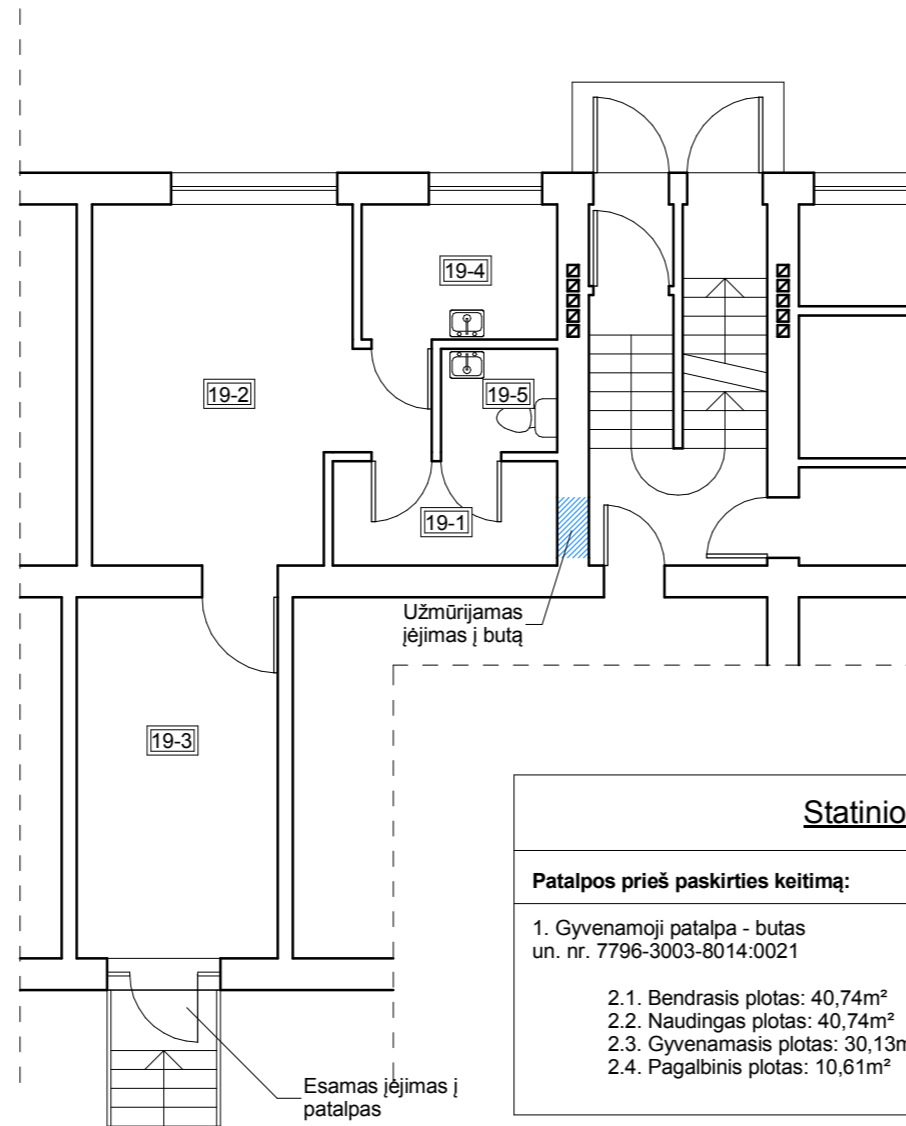 19-4
19-2
19-5
19-1
Užmūrijamas
įėjimas į butą
19-3
Statinio
Patalpos prieš paskirties keitimą:
1. Gyvenamoji patalpa - butas
un. nr. 7796-3003-8014:0021
2.1. Bendrasis plotas: 40,74m²
2.2. Naudingas plotas: 40,74m²
2.3. Gyvenamasis plotas: 30,13m
2.4. Pagalbinis plotas: 10,61m²
Esamas įėjimas į
patalpas